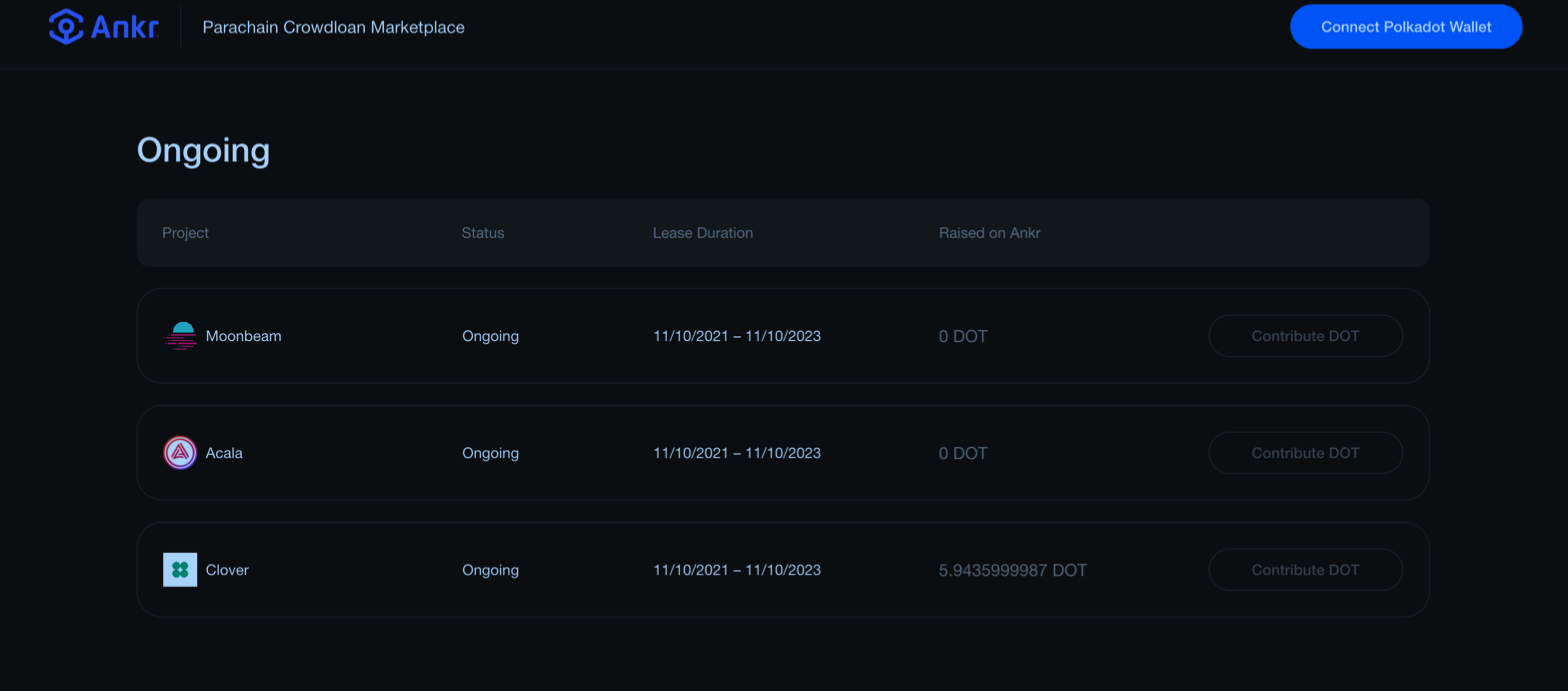 Ankr Parachain Crowdloan Marketplace Connect Polkadot Wallet
Ongoing
Project Status Lease Duration Raised on Ankr
Moonbeam Ongoing 11/10/2021 – 11/10/2023 0 DOT Contribute DOT
Acala Ongoing 11/10/2021 – 11/10/2023 0 DOT Contribute DOT
Clover Ongoing 11/10/2021 – 11/10/2023 5.9435999987 DOT Contribute DOT